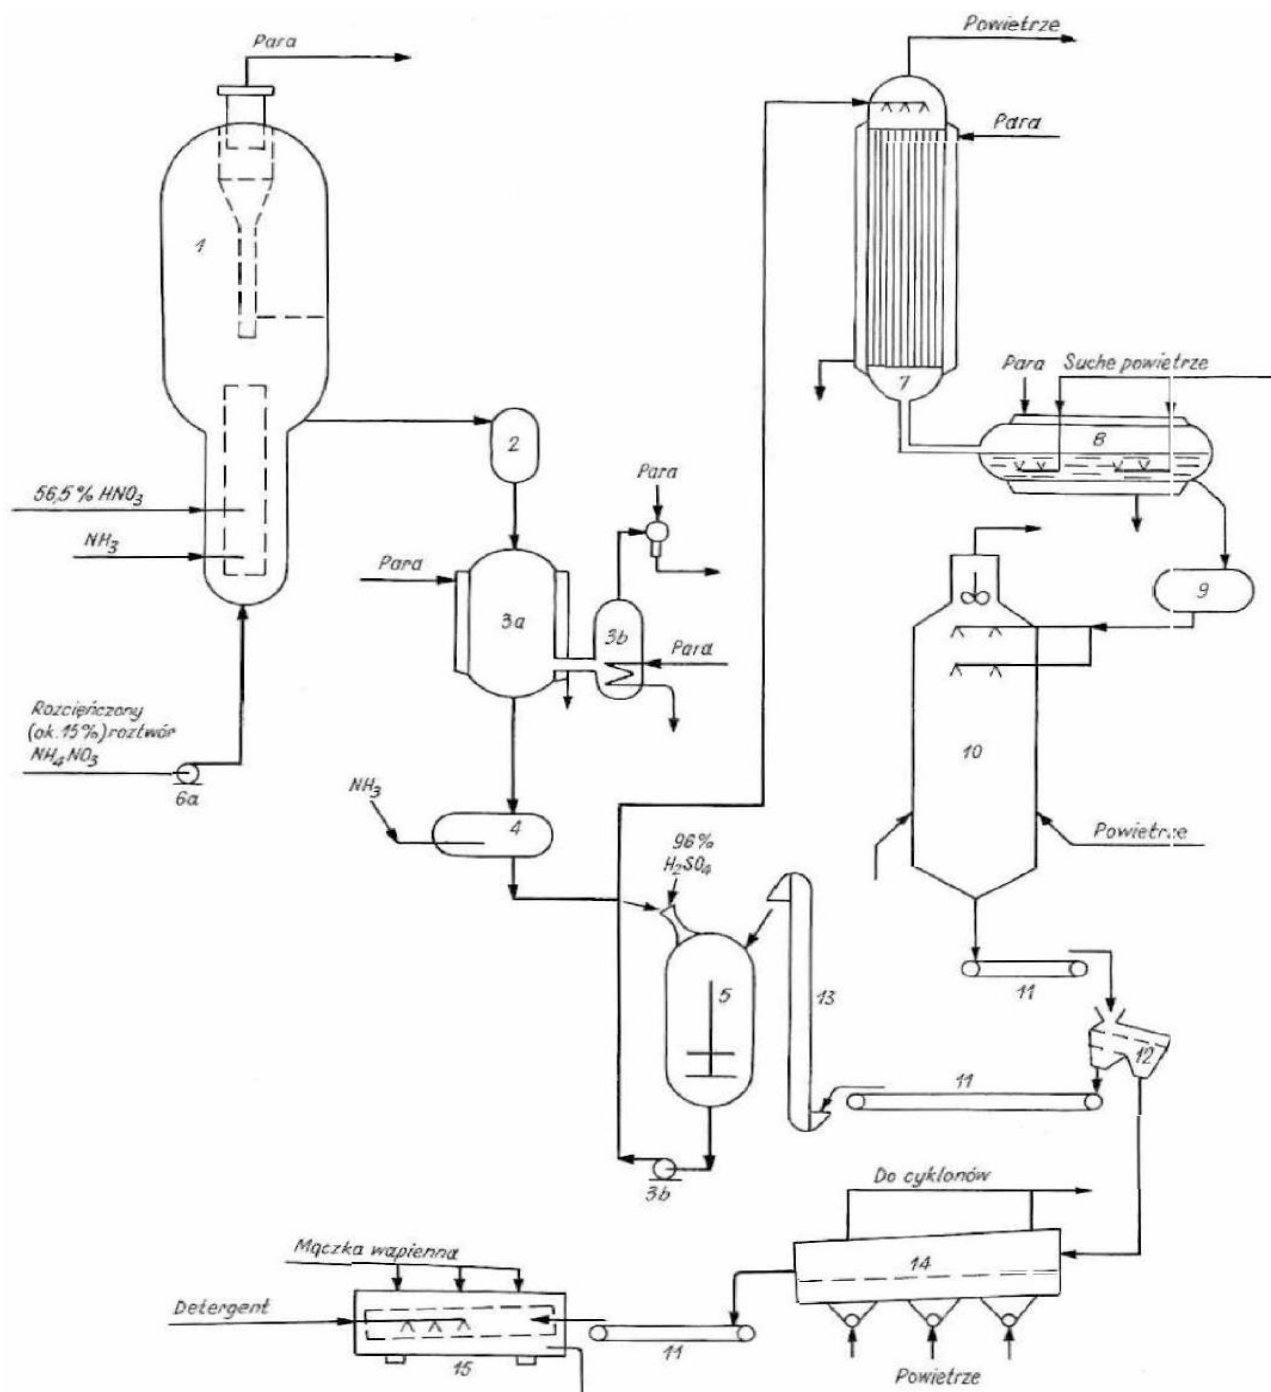 Para
Powietrze
Para
1
7
Para
Suche powietrze
8
2
Para
56,5% HNO₃
NH₃
Para
3a
3b
Para
9
Rozcieńczony
(ok. 15%) roztwór
NH₄NO₃
6a
10
NH₃
4
96%
H₂SO₄
Powietrze
5
13
11
12
11
3b
Do cyklonów
14
Mączka wapienna
Detergent
15
11
Powietrze